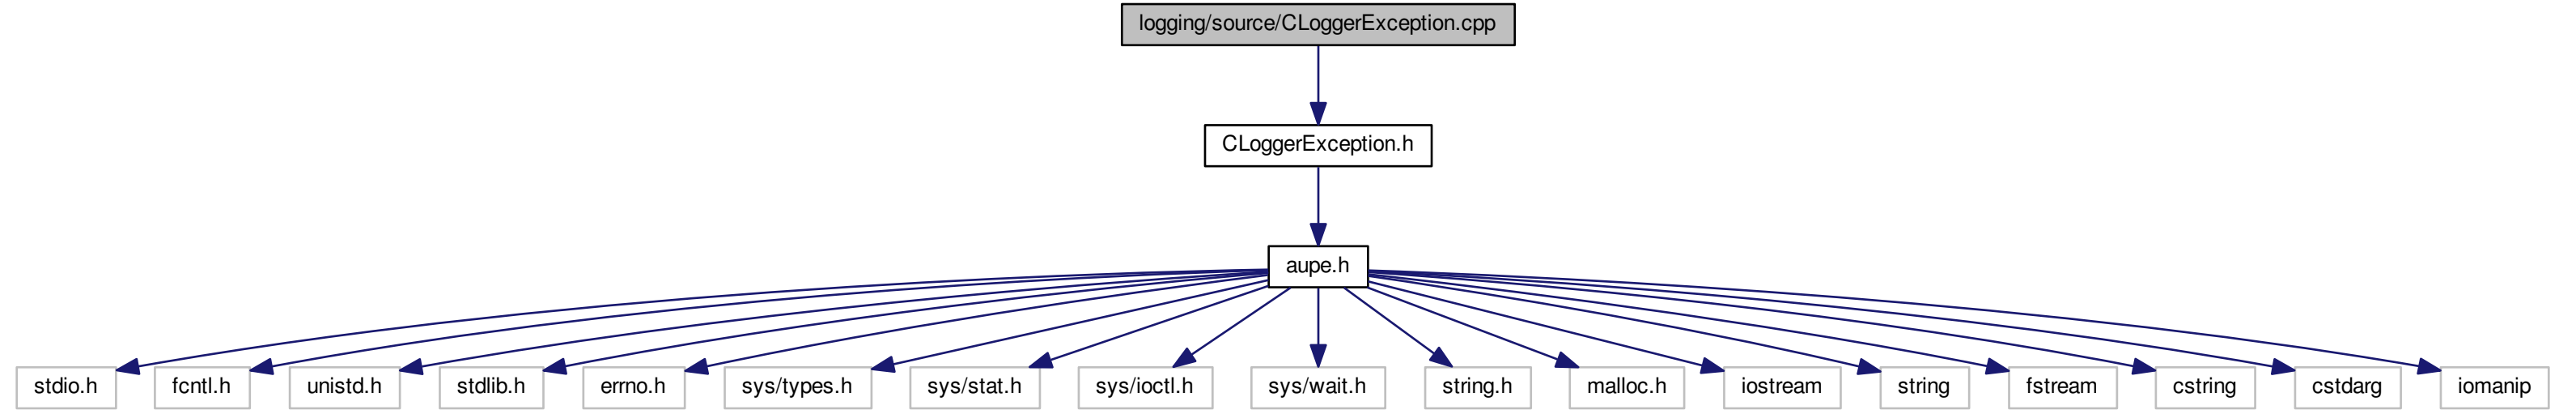 logging/source/CLoggerException.cpp
CLoggerException.h
aupe.h
stdio.h
fcntl.h
unistd.h
stdlib.h
errno.h
sys/types.h
sys/stat.h
sys/ioctl.h
sys/wait.h
string.h
malloc.h
iostream
string
fstream
cstring
cstdarg
iomanip